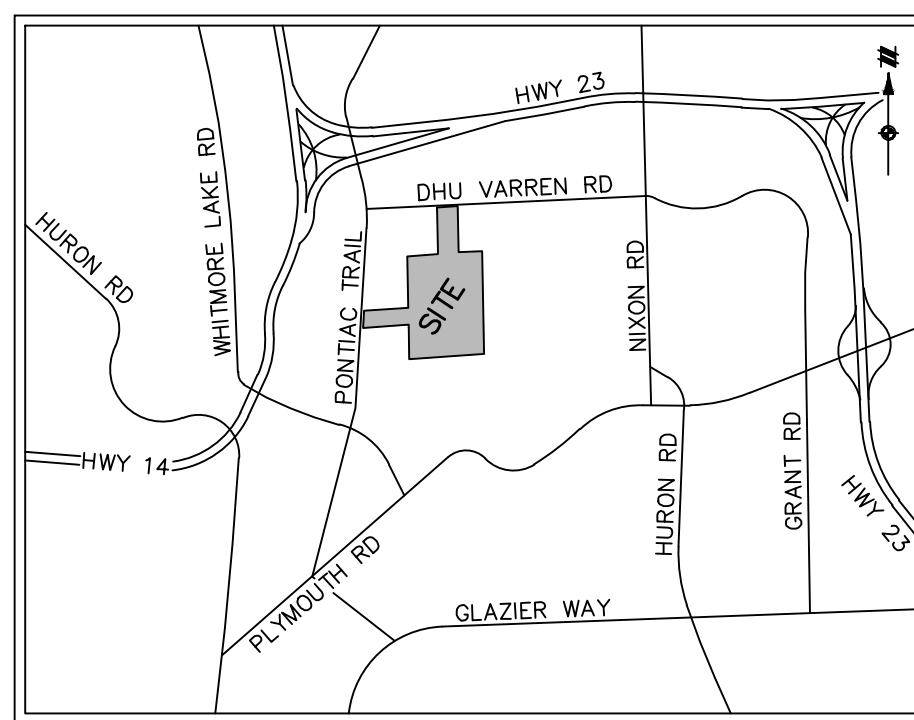 HWY 23
N
WHITMORE LAKE RD
DHU VARREN RD
HURON RD
PONTIAC TRAIL
SITE
NIXON RD
HWY 14
GRANT RD
HURON RD
HWY 23
PLYMOUTH RD
GLAZIER WAY